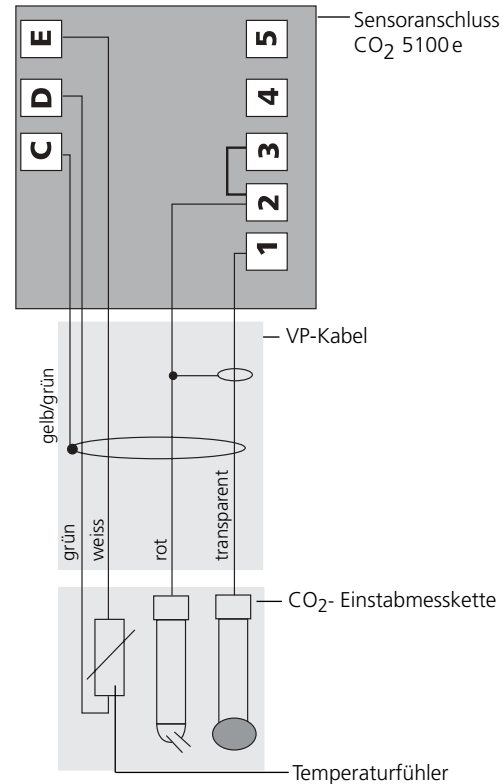 Sensoranschluss
CO₂ 5100 e
E
D
C
5
4
3
2
1
VP-Kabel
gelb/grün
grün
weiss
rot
transparent
CO₂- Einstabmesskette
Temperaturfühler